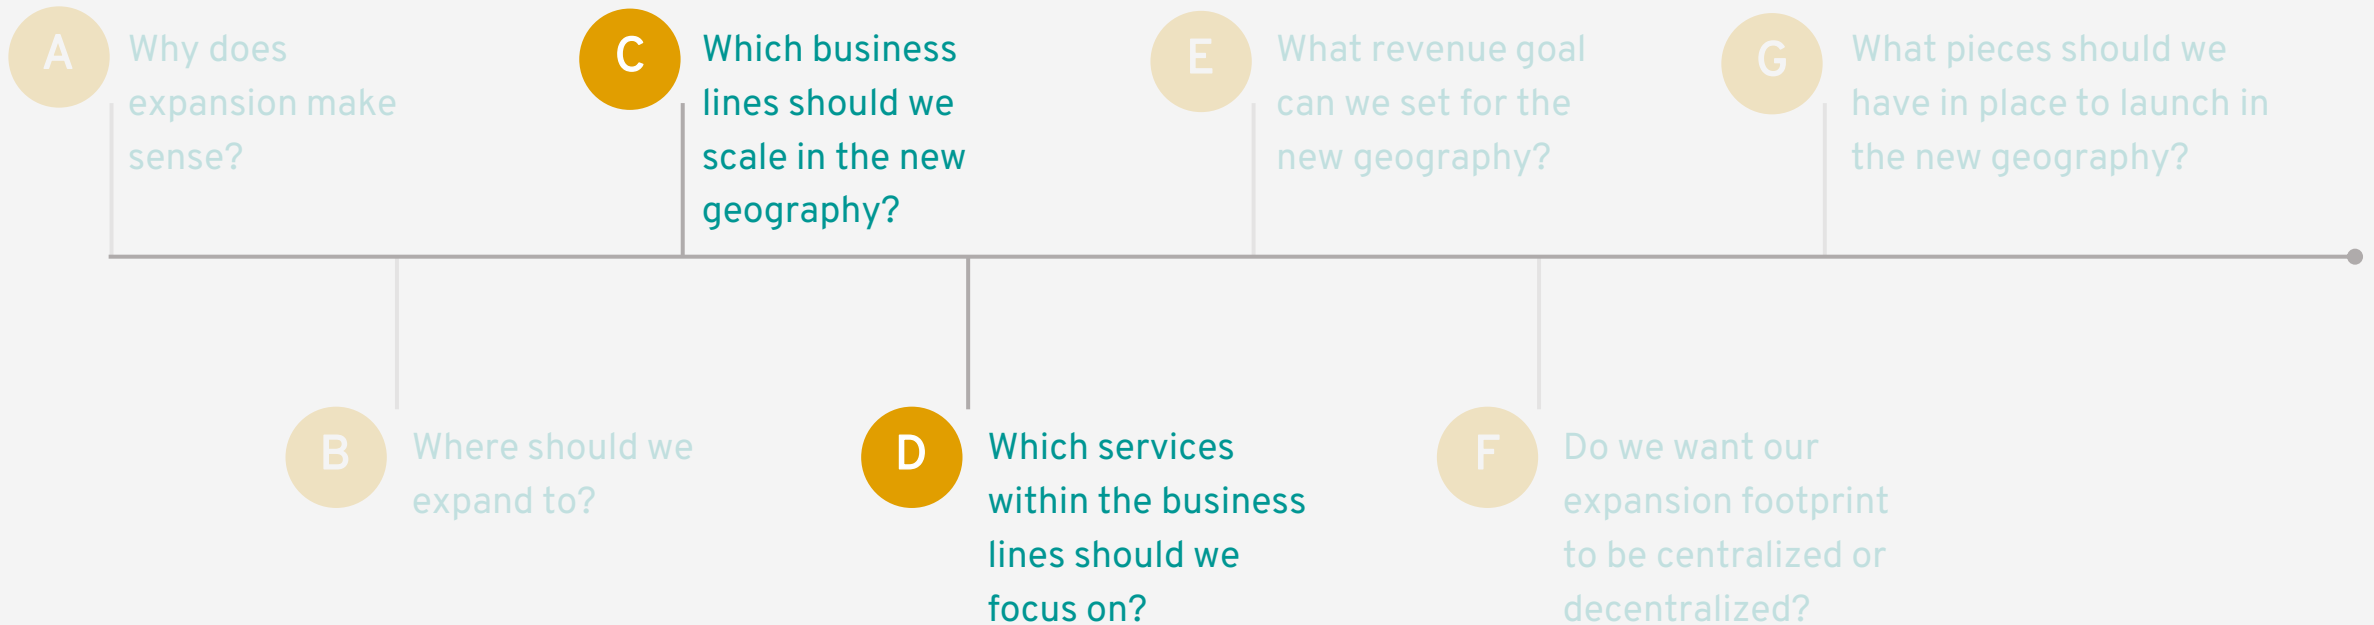 A
Why does
expansion make
sense?
B
Where should we
expand to?
C
Which business
lines should we
scale in the new
geography?
D
Which services
within the business
lines should we
focus on?
E
What revenue goal
can we set for the
new geography?
F
Do we want our
expansion footprint
to be centralized or
decentralized?
G
What pieces should we
have in place to launch in
the new geography?